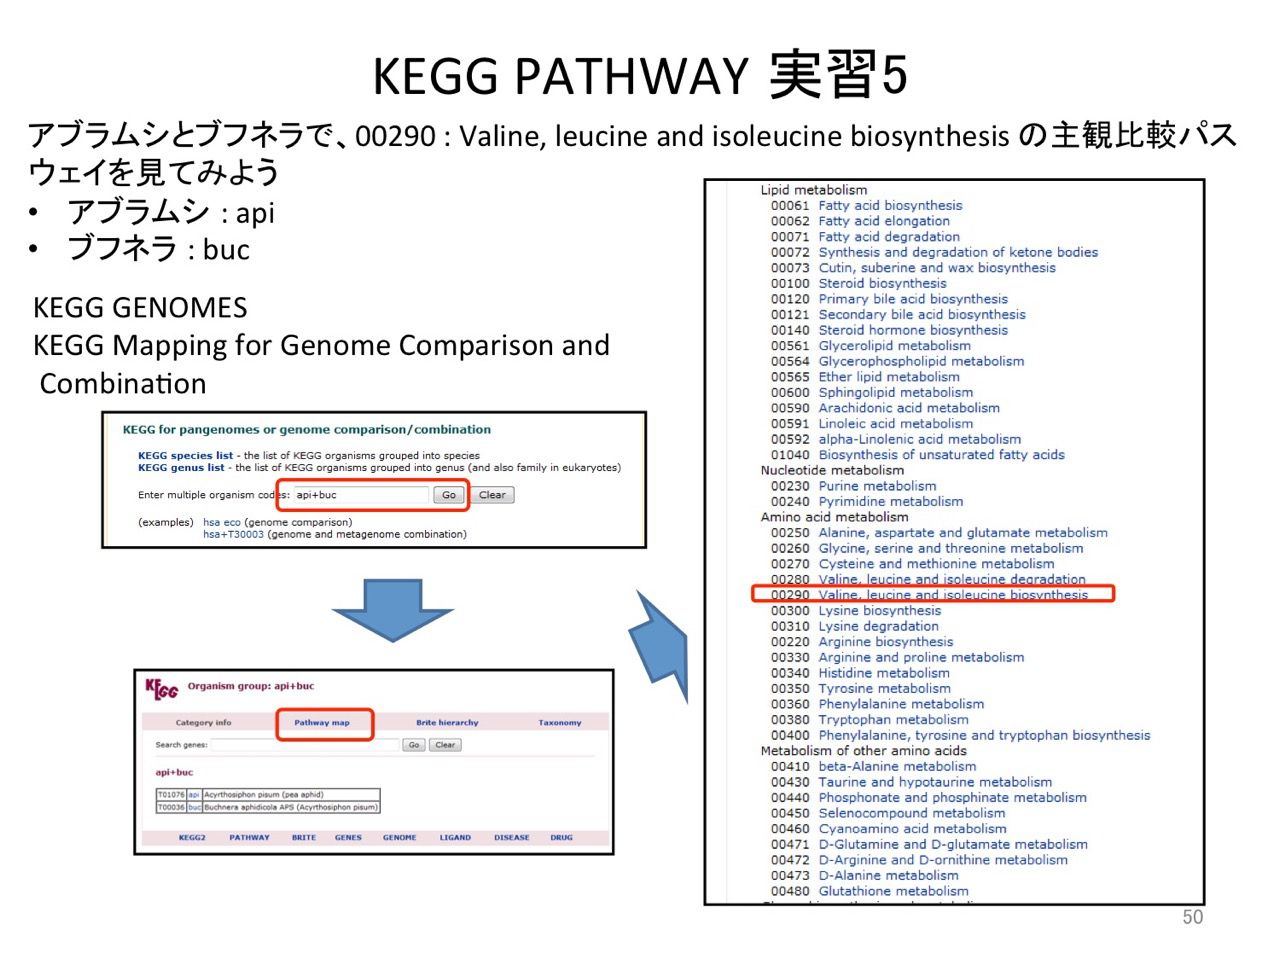 KEGG PATHWAY 実習5
アブラムシとブフネラで、00290 : Valine, leucine and isoleucine biosynthesis の主観比較パス
ウェイを見てみよう
• アブラムシ : api
• ブフネラ : buc
KEGG GENOMES
KEGG Mapping for Genome Comparison and
Combination
KEGG for pangenomes or genome comparison/combination
KEGG species list - the list of KEGG organisms grouped into species
KEGG genus list - the list of KEGG organisms grouped into genus (and also family in eukaryotes)
Enter multiple organism codes: api+buc Go Clear
(examples) hsa eco (genome comparison)
hsa+T30003 (genome and metagenome combination)
KEGG Organism group: api+buc
Category info Pathway map Brite hierarchy Taxonomy
Search genes: Go Clear
api+buc
T01076 api Acyrthosiphon pisum (pea aphid)
T00036 buc Buchnera aphidicola APS (Acyrthosiphon pisum)
KEGG2 PATHWAY BRITE GENES GENOME LIGAND DISEASE DRUG
Lipid metabolism
00061 Fatty acid biosynthesis
00062 Fatty acid elongation
00071 Fatty acid degradation
00072 Synthesis and degradation of ketone bodies
00073 Cutin, suberine and wax biosynthesis
00100 Steroid biosynthesis
00120 Primary bile acid biosynthesis
00121 Secondary bile acid biosynthesis
00140 Steroid hormone biosynthesis
00561 Glycerolipid metabolism
00564 Glycerophospholipid metabolism
00565 Ether lipid metabolism
00600 Sphingolipid metabolism
00590 Arachidonic acid metabolism
00591 Linoleic acid metabolism
00592 alpha-Linolenic acid metabolism
01040 Biosynthesis of unsaturated fatty acids
Nucleotide metabolism
00230 Purine metabolism
00240 Pyrimidine metabolism
Amino acid metabolism
00250 Alanine, aspartate and glutamate metabolism
00260 Glycine, serine and threonine metabolism
00270 Cysteine and methionine metabolism
00280 Valine, leucine and isoleucine degradation
00290 Valine, leucine and isoleucine biosynthesis
00300 Lysine biosynthesis
00310 Lysine degradation
00220 Arginine biosynthesis
00330 Arginine and proline metabolism
00340 Histidine metabolism
00350 Tyrosine metabolism
00360 Phenylalanine metabolism
00380 Tryptophan metabolism
00400 Phenylalanine, tyrosine and tryptophan biosynthesis
Metabolism of other amino acids
00410 beta-Alanine metabolism
00430 Taurine and hypotaurine metabolism
00440 Phosphonate and phosphinate metabolism
00450 Selenocompound metabolism
00460 Cyanoamino acid metabolism
00471 D-Glutamine and D-glutamate metabolism
00472 D-Arginine and D-ornithine metabolism
00473 D-Alanine metabolism
00480 Glutathione metabolism
50